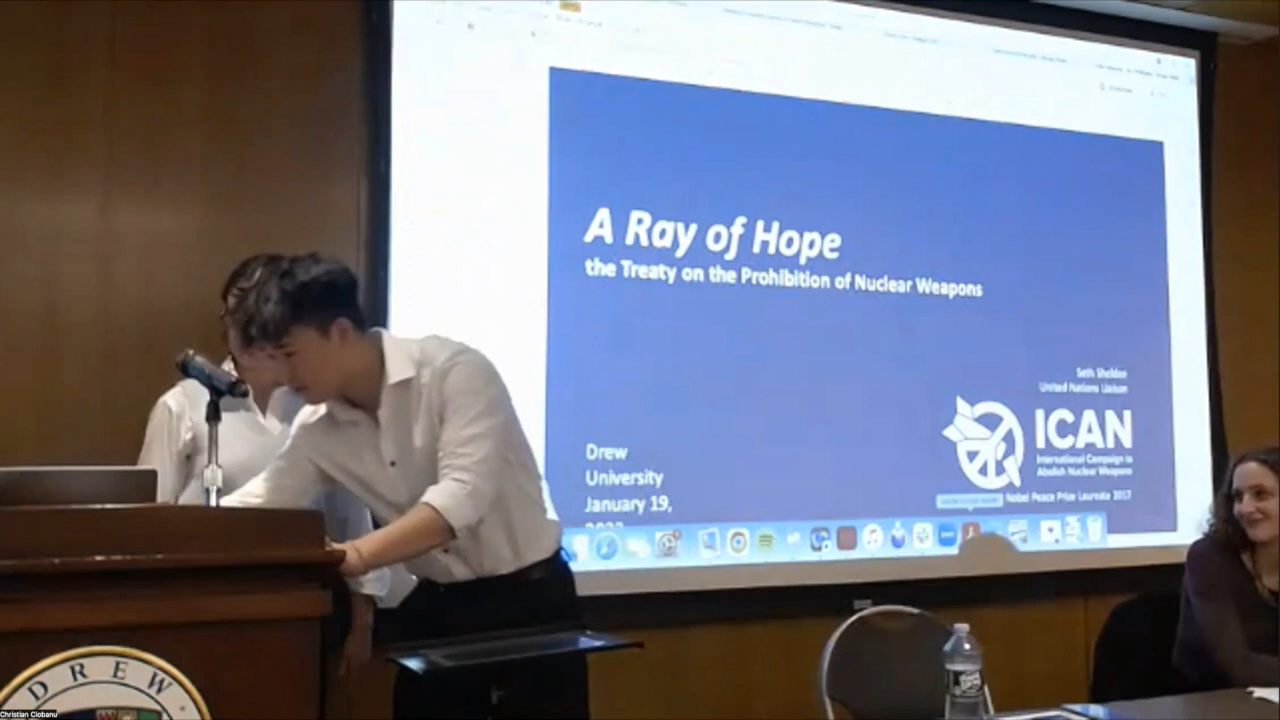 A Ray of Hope
the Treaty on the Prohibition of Nuclear Weapons
Seth Shelden
United Nations Liaison
ICAN
International Campaign to
Abolish Nuclear Weapons
Nobel Peace Prize Laureate 2017
Drew
University
January 19,
DREW
Christian Ciobanu